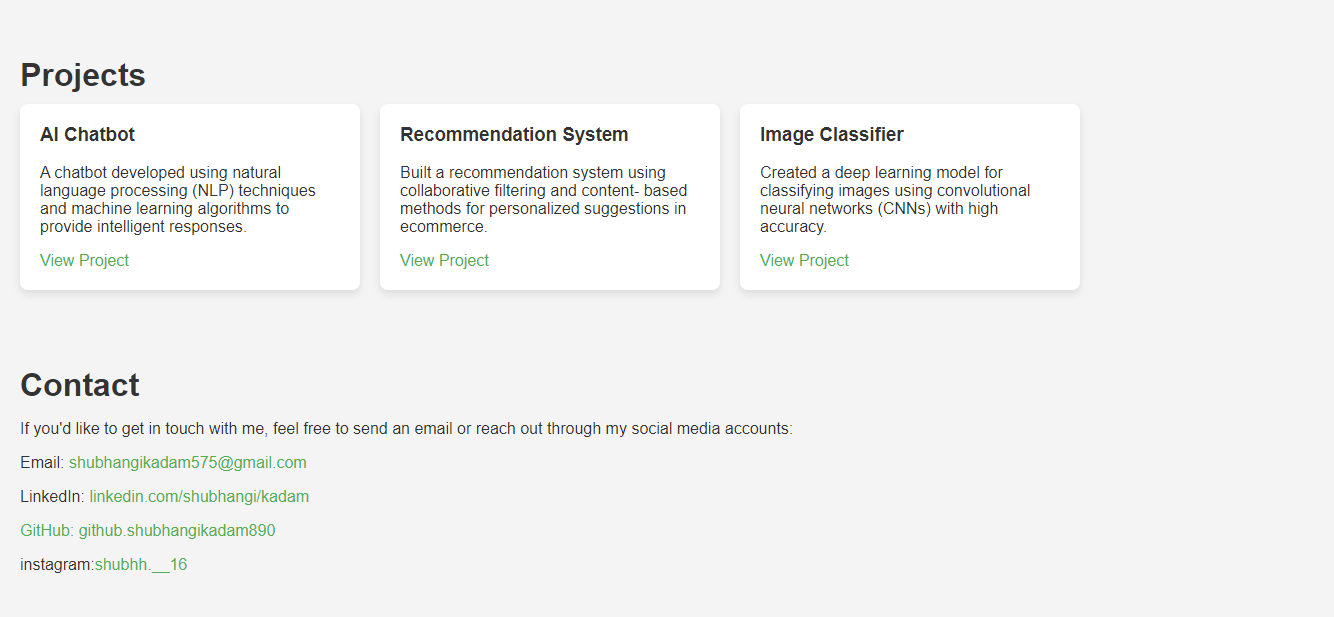 Projects
AI Chatbot
A chatbot developed using natural
language processing (NLP) techniques
and machine learning algorithms to
provide intelligent responses.
View Project
Recommendation System
Built a recommendation system using
collaborative filtering and content- based
methods for personalized suggestions in
ecommerce.
View Project
Image Classifier
Created a deep learning model for
classifying images using convolutional
neural networks (CNNs) with high
accuracy.
View Project
Contact
If you'd like to get in touch with me, feel free to send an email or reach out through my social media accounts:
Email: shubhangikadam575@gmail.com
LinkedIn: linkedin.com/shubhangi/kadam
GitHub: github.shubhangikadam890
instagram:shubhh.__16